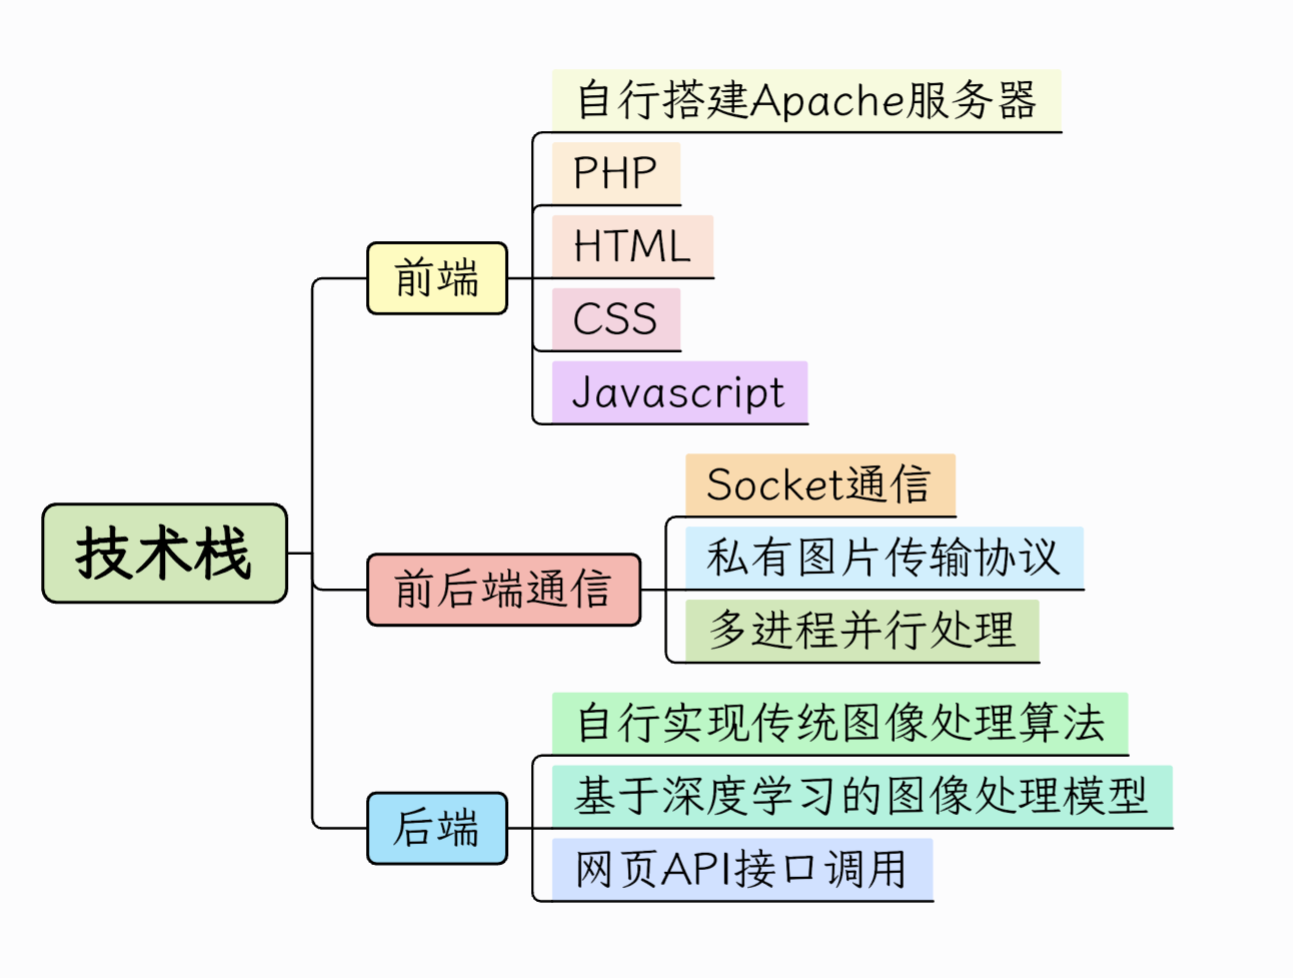 技术栈
前端
自行搭建Apache服务器
PHP
HTML
CSS
Javascript
前后端通信
Socket通信
私有图片传输协议
多进程并行处理
后端
自行实现传统图像处理算法
基于深度学习的图像处理模型
网页API接口调用